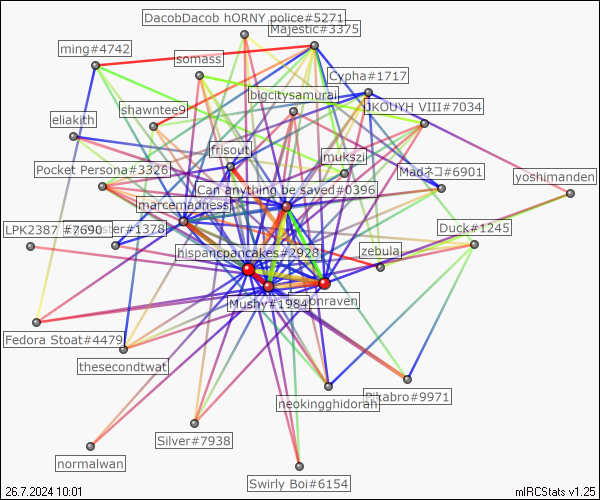 DacobDacob hORNY police#5271
Majestic#3375
ming#4742
somass
Cypha#1717
bigcitysamurai
JKOUYH VIII#7034
shawntee9
eliakith
frisout
mukszi
Pocket Persona#3326
Madネコ#6901
yoshimanden
Can anything be saved#0396
marcemadness
LPK2387 #7690
ster#1378
Duck#1245
hispancpancakes#2928
zebula
Mushy#1984
onraven
Fedora Stoat#4479
thesecondtwat
neokingghidorah
Pikabro#9971
Silver#7938
normalwan
Swirly Boi#6154
26.7.2024 10:01
mIRCStats v1.25